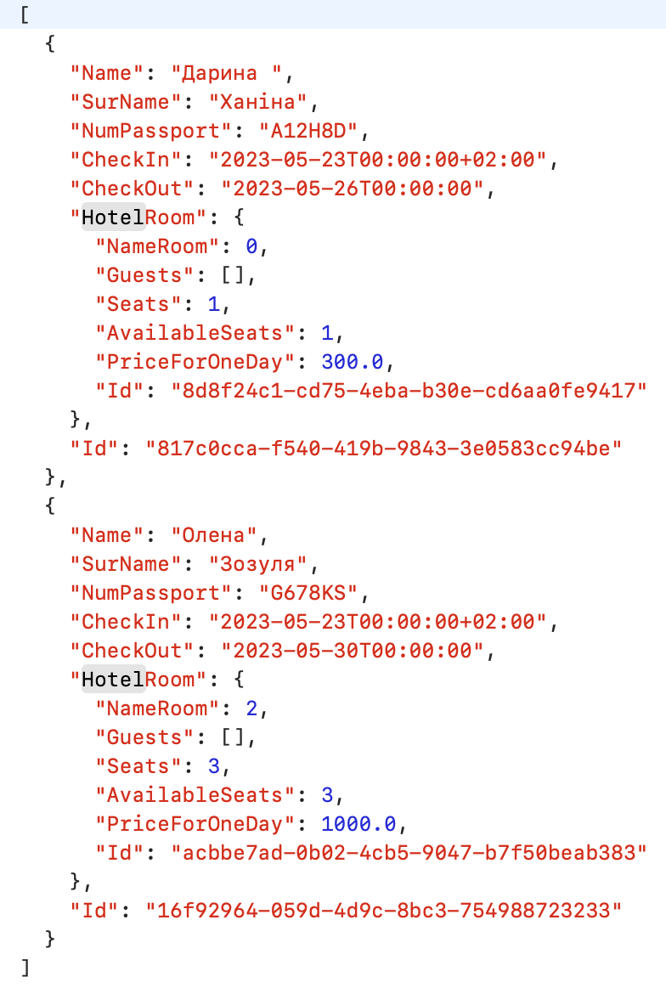 [
  {
    "Name": "Дарина ",
    "SurName": "Ханіна",
    "NumPassport": "A12H8D",
    "CheckIn": "2023-05-23T00:00:00+02:00",
    "CheckOut": "2023-05-26T00:00:00",
    "HotelRoom": {
      "NameRoom": 0,
      "Guests": [],
      "Seats": 1,
      "AvailableSeats": 1,
      "PriceForOneDay": 300.0,
      "Id": "8d8f24c1-cd75-4eba-b30e-cd6aa0fe9417"
    },
    "Id": "817c0cca-f540-419b-9843-3e0583cc94be"
  },
  {
    "Name": "Олена",
    "SurName": "Зозуля",
    "NumPassport": "G678KS",
    "CheckIn": "2023-05-23T00:00:00+02:00",
    "CheckOut": "2023-05-30T00:00:00",
    "HotelRoom": {
      "NameRoom": 2,
      "Guests": [],
      "Seats": 3,
      "AvailableSeats": 3,
      "PriceForOneDay": 1000.0,
      "Id": "acbbe7ad-0b02-4cb5-9047-b7f50beab383"
    },
    "Id": "16f92964-059d-4d9c-8bc3-754988723233"
  }
]